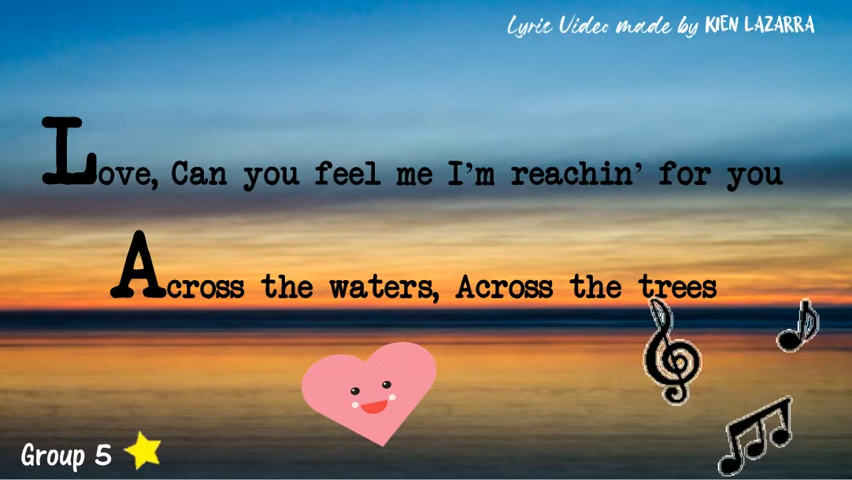 Lyric Video made by KIEN LAZARRA
Love, Can you feel me I'm reachin' for you
Across the waters, Across the trees
Group 5